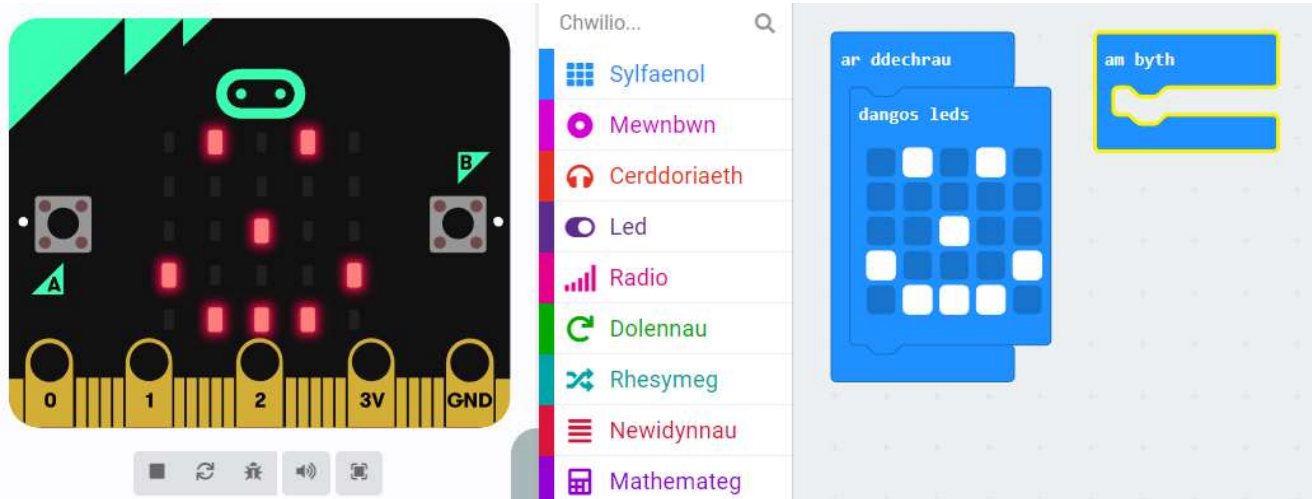 B
A
0
1
2
3V
GND
Chwilio...
Sylfaenol
Mewnbwn
Cerddoriaeth
Led
Radio
Dolennau
Rhesymeg
Newidynnau
Mathemateg
ar ddechrau
dangos leds
am byth